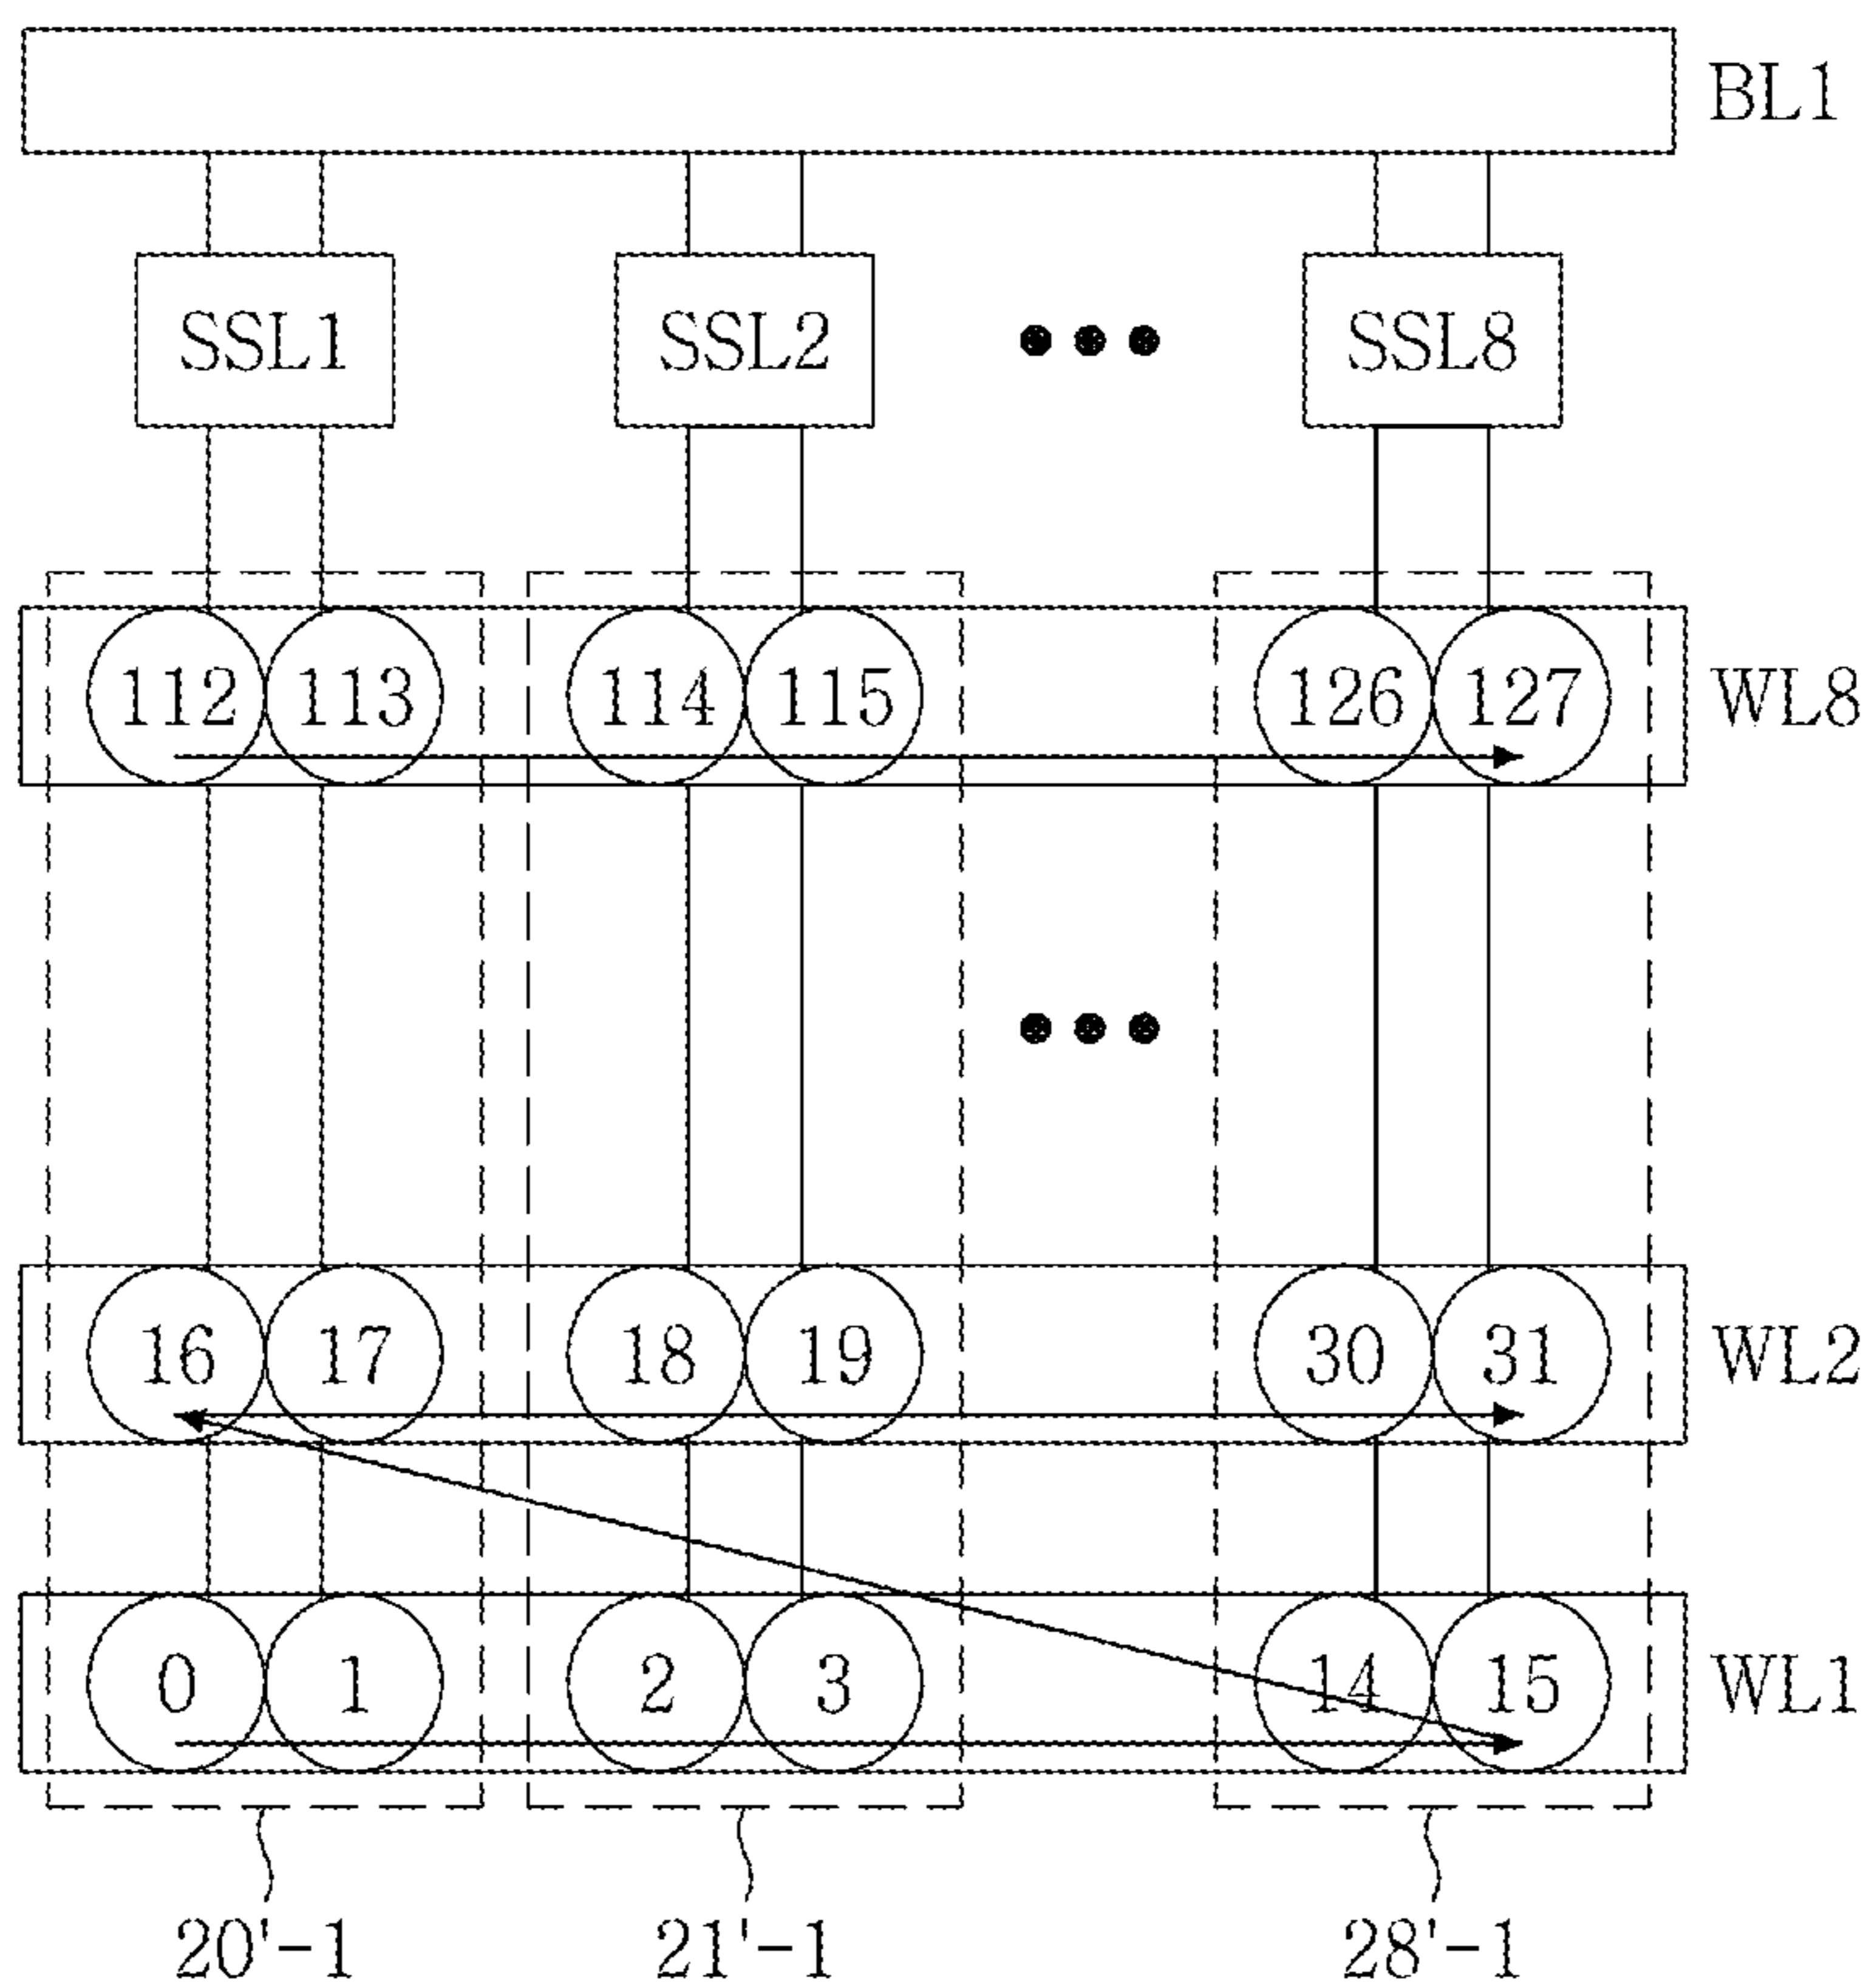 BL1
SSL1 SSL2 SSL8
112 113 114 115 126 127 WL8
16 17 18 19 30 31 WL2
0 1 2 3 14 15 WL1
20'-1 21'-1 28'-1